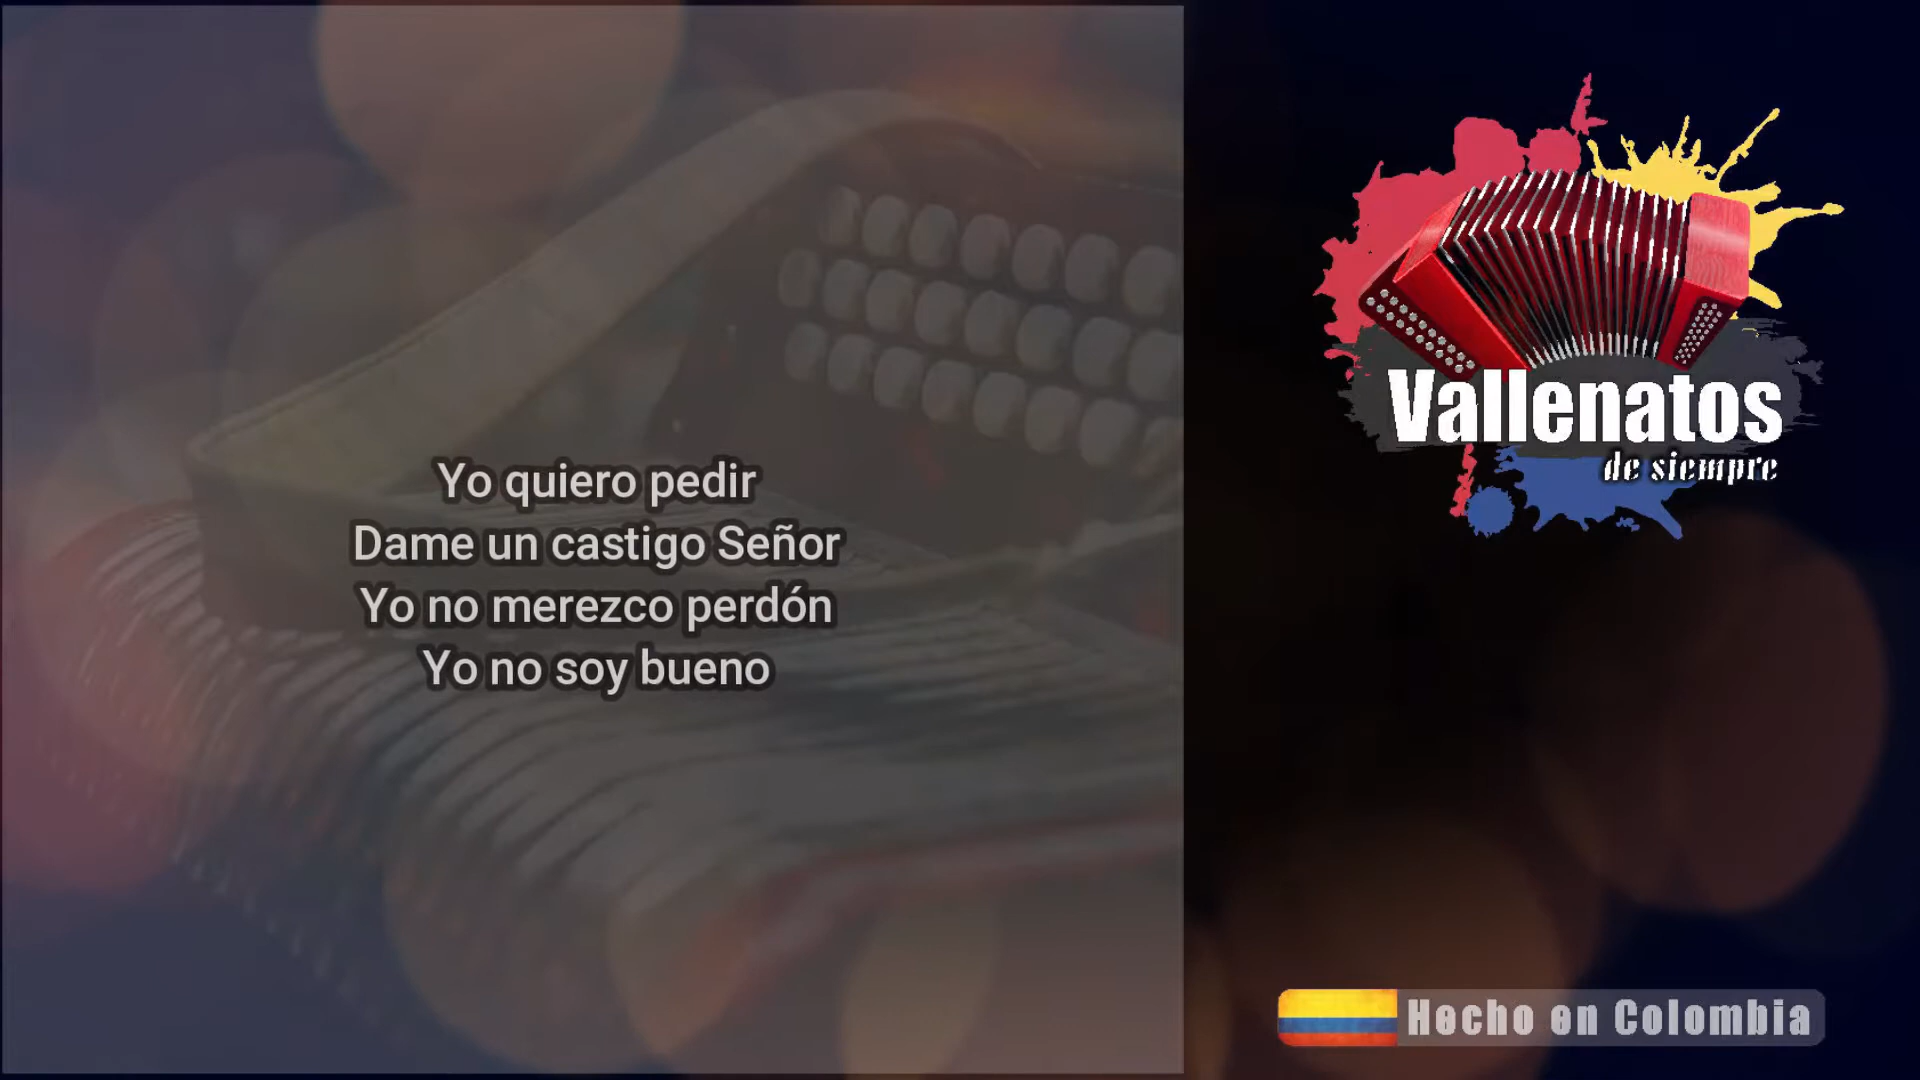 Yo quiero pedir
Dame un castigo Señor
Yo no merezco perdón
Yo no soy bueno
Vallenatos
de siempre
Hecho en Colombia